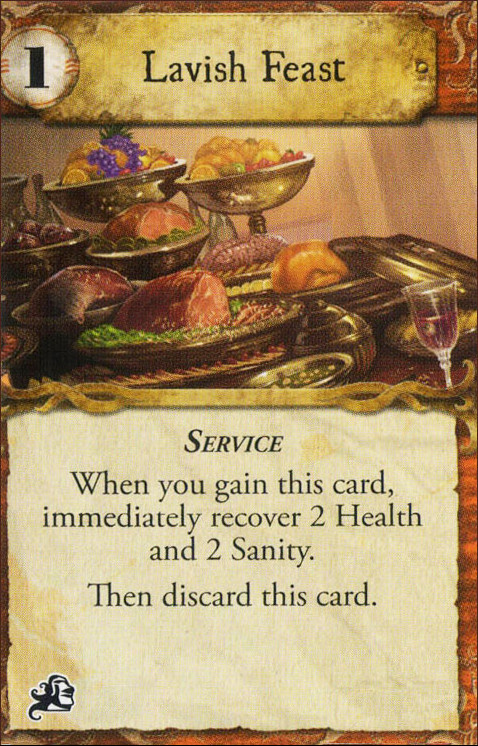 1
Lavish Feast
SERVICE
When you gain this card,
immediately recover 2 Health
and 2 Sanity.
Then discard this card.